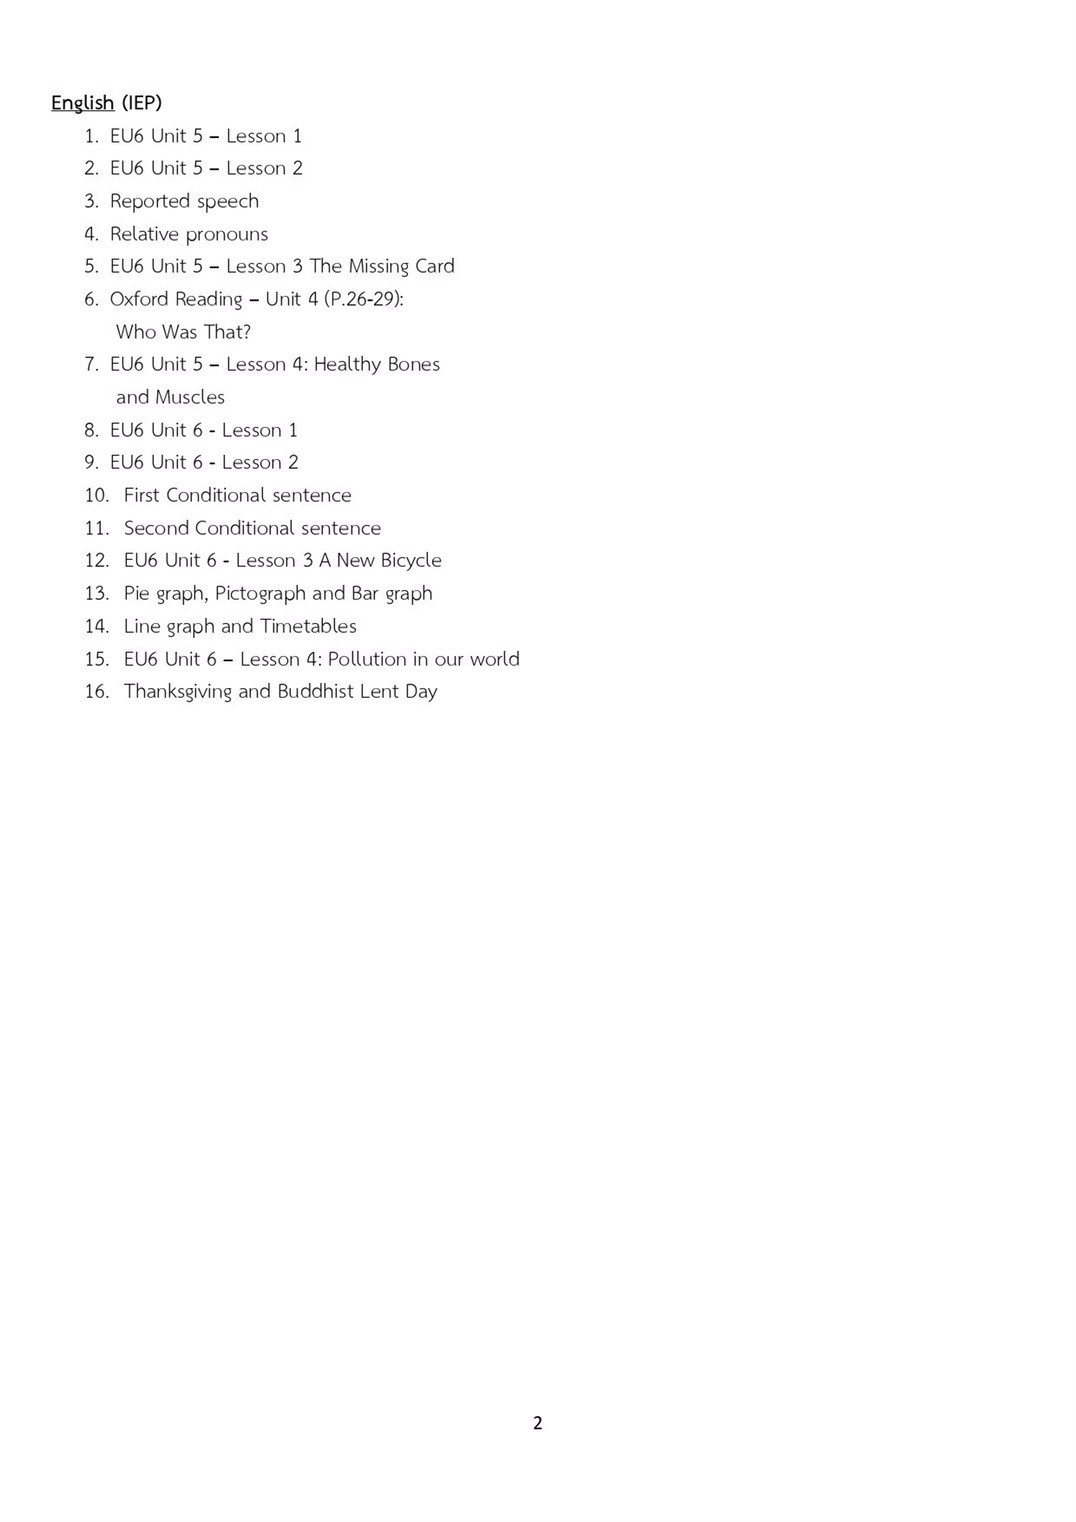 English (IEP)
1. EU6 Unit 5 – Lesson 1
2. EU6 Unit 5 – Lesson 2
3. Reported speech
4. Relative pronouns
5. EU6 Unit 5 – Lesson 3 The Missing Card
6. Oxford Reading – Unit 4 (P.26-29):
Who Was That?
7. EU6 Unit 5 – Lesson 4: Healthy Bones
and Muscles
8. EU6 Unit 6 - Lesson 1
9. EU6 Unit 6 - Lesson 2
10. First Conditional sentence
11. Second Conditional sentence
12. EU6 Unit 6 - Lesson 3 A New Bicycle
13. Pie graph, Pictograph and Bar graph
14. Line graph and Timetables
15. EU6 Unit 6 – Lesson 4: Pollution in our world
16. Thanksgiving and Buddhist Lent Day
2